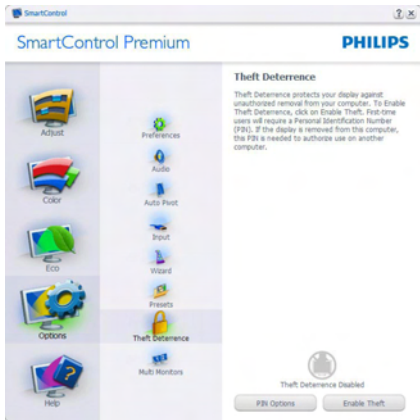 SmartControl
SmartControl Premium
PHILIPS
Adjust
Color
Eco
Options
Help
Preferences
Audio
Auto Pivot
Input
Wizard
Presets
Theft Deterrence
Multi Monitors
Theft Deterrence
Theft Deterrence protects your display against
unauthorized removal from your computer. To Enable
Theft Deterrence, click on Enable Theft. First-time
users will require a Personal Identification Number
(PIN). If the display is removed from this computer,
this PIN is needed to authorize use on another
computer.
Theft Deterrence Disabled
PIN Options
Enable Theft